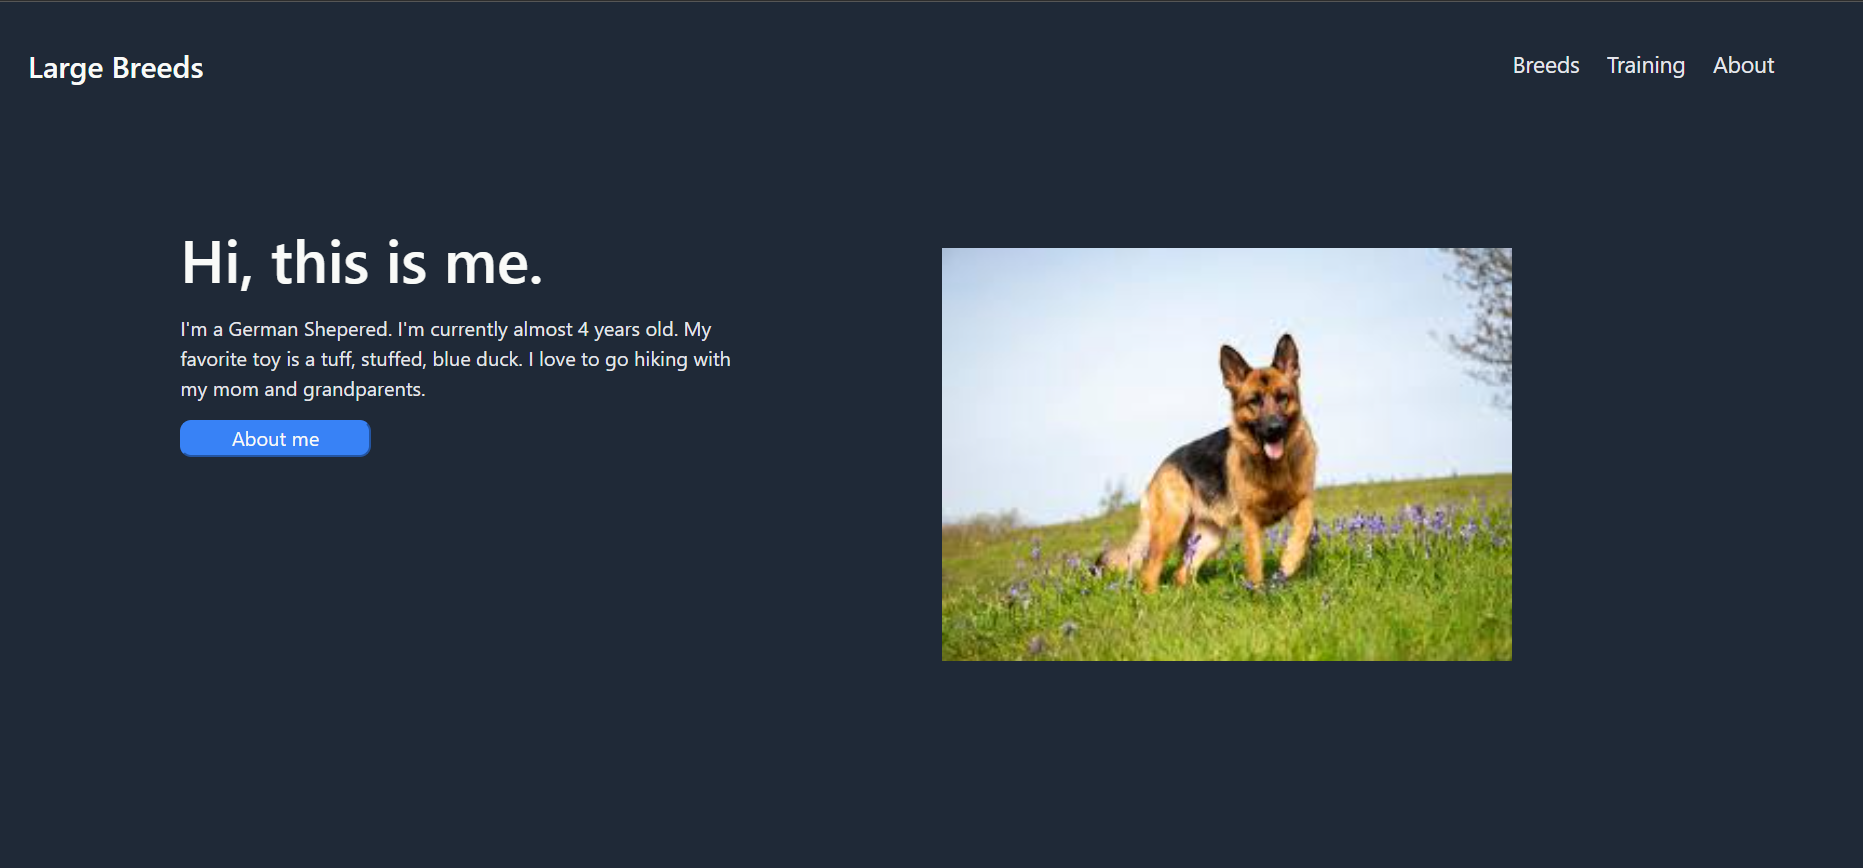 Large Breeds
Breeds Training About
Hi, this is me.
I'm a German Shepered. I'm currently almost 4 years old. My
favorite toy is a tuff, stuffed, blue duck. I love to go hiking with
my mom and grandparents.
About me